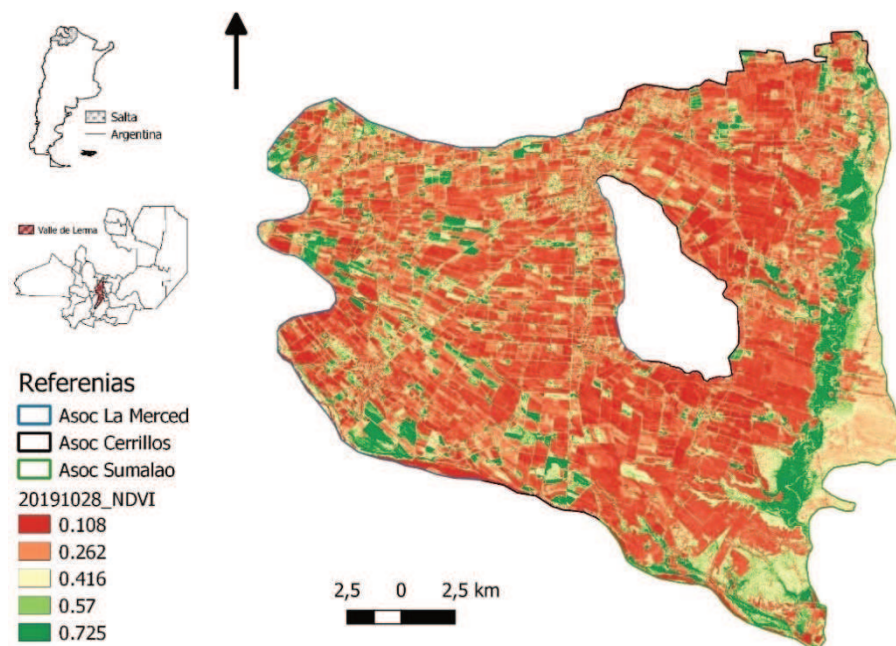 Salta
Argentina
Valle de Lerma
Referenias
Asoc La Merced
Asoc Cerrillos
Asoc Sumalao
20191028_NDVI
0.108
0.262
0.416
0.57
0.725
2,5 0 2,5 km